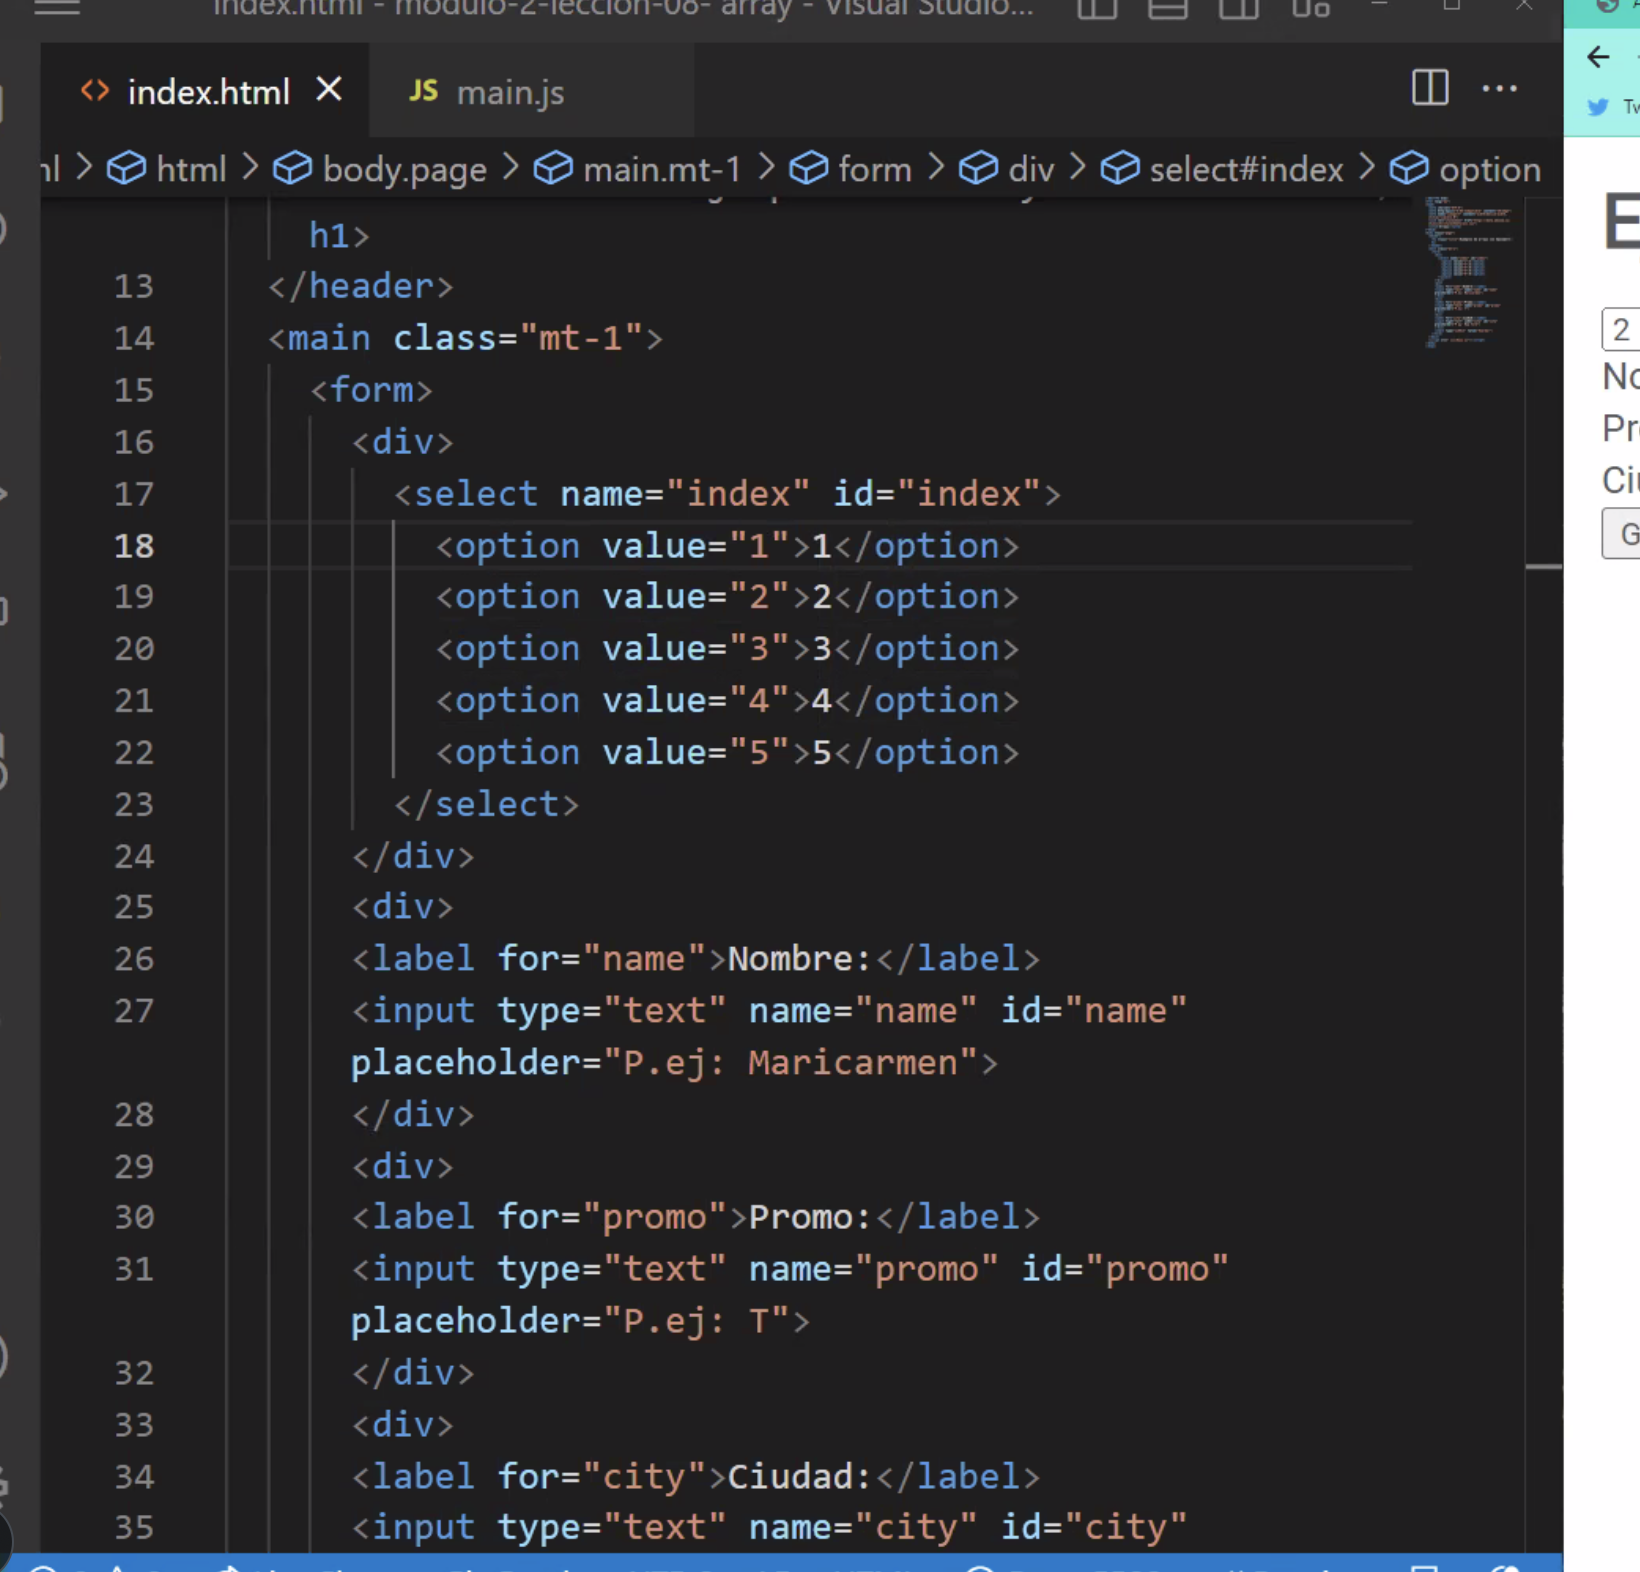 index.html - modulo-2-leccion-08- array - Visual Studio...
index.html
JS main.js
html body.page main.mt-1 form div select#index option
h1>
13 </header>
14 <main class="mt-1">
15 <form>
16 <div>
17 <select name="index" id="index">
18 <option value="1">1</option>
19 <option value="2">2</option>
20 <option value="3">3</option>
21 <option value="4">4</option>
22 <option value="5">5</option>
23 </select>
24 </div>
25 <div>
26 <label for="name">Nombre:</label>
27 <input type="text" name="name" id="name"
placeholder="P.ej: Maricarmen">
28 </div>
29 <div>
30 <label for="promo">Promo:</label>
31 <input type="text" name="promo" id="promo"
placeholder="P.ej: T">
32 </div>
33 <div>
34 <label for="city">Ciudad:</label>
35 <input type="text" name="city" id="city"
Tw
E
2
No
Pr
Ciu
G